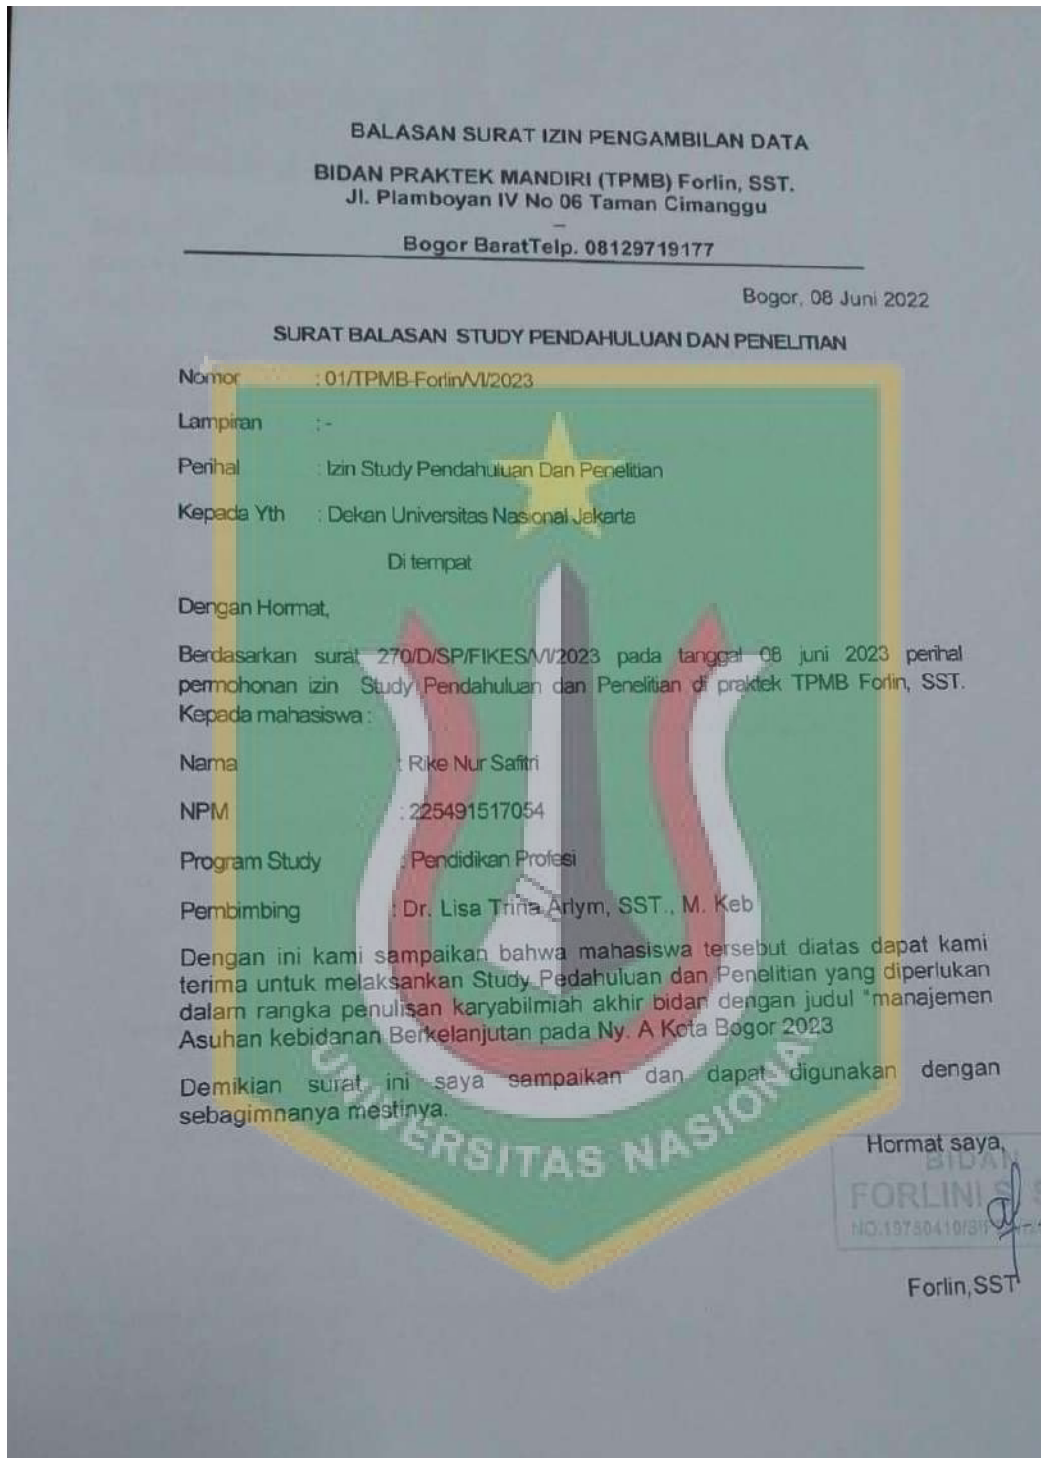 BALASAN SURAT IZIN PENGAMBILAN DATA
BIDAN PRAKTEK MANDIRI (TPMB) Forlin, SST.
Jl. Plamboyan IV No 06 Taman Cimanggu
–
Bogor BaratTelp. 08129719177
Bogor, 08 Juni 2022
SURAT BALASAN STUDY PENDAHULUAN DAN PENELITIAN
Nomor : 01/TPMB-Forlin/VI/2023
Lampiran : -
Perihal : Izin Study Pendahuluan Dan Penelitian
Kepada Yth : Dekan Universitas Nasional Jakarta
Di tempat
Dengan Hormat,
Berdasarkan surat 270/D/SP/FIKES/VI/2023 pada tanggal 08 juni 2023 perihal
permohonan izin Study Pendahuluan dan Penelitian di praktek TPMB Forlin, SST.
Kepada mahasiswa :
Nama : Rike Nur Safitri
NPM : 225491517054
Program Study : Pendidikan Profesi
Pembimbing : Dr. Lisa Trina Arlym, SST., M. Keb
Dengan ini kami sampaikan bahwa mahasiswa tersebut diatas dapat kami
terima untuk melaksankan Study Pedahuluan dan Penelitian yang diperlukan
dalam rangka penulisan karyabilmiah akhir bidan dengan judul "manajemen
Asuhan kebidanan Berkelanjutan pada Ny. A Kota Bogor 2023
Demikian surat ini saya sampaikan dan dapat digunakan dengan
sebagimnanya mestinya.
UNIVERSITAS NASIONAL
Hormat saya,
BIDAN
FORLINI S
Forlin,SST